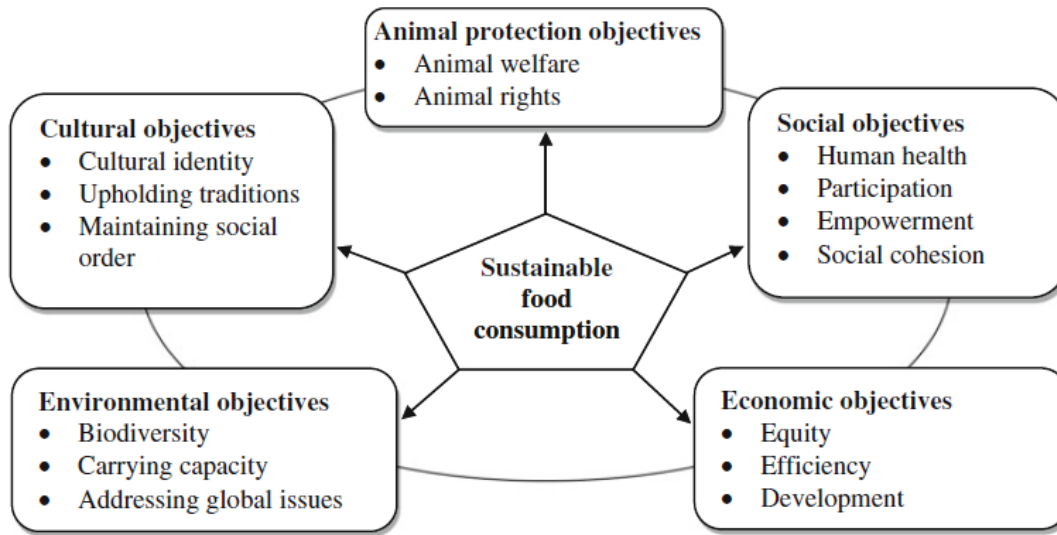 Animal protection objectives
• Animal welfare
• Animal rights
Cultural objectives
• Cultural identity
• Upholding traditions
• Maintaining social
order
Social objectives
• Human health
• Participation
• Empowerment
• Social cohesion
Sustainable
food
consumption
Environmental objectives
• Biodiversity
• Carrying capacity
• Addressing global issues
Economic objectives
• Equity
• Efficiency
• Development